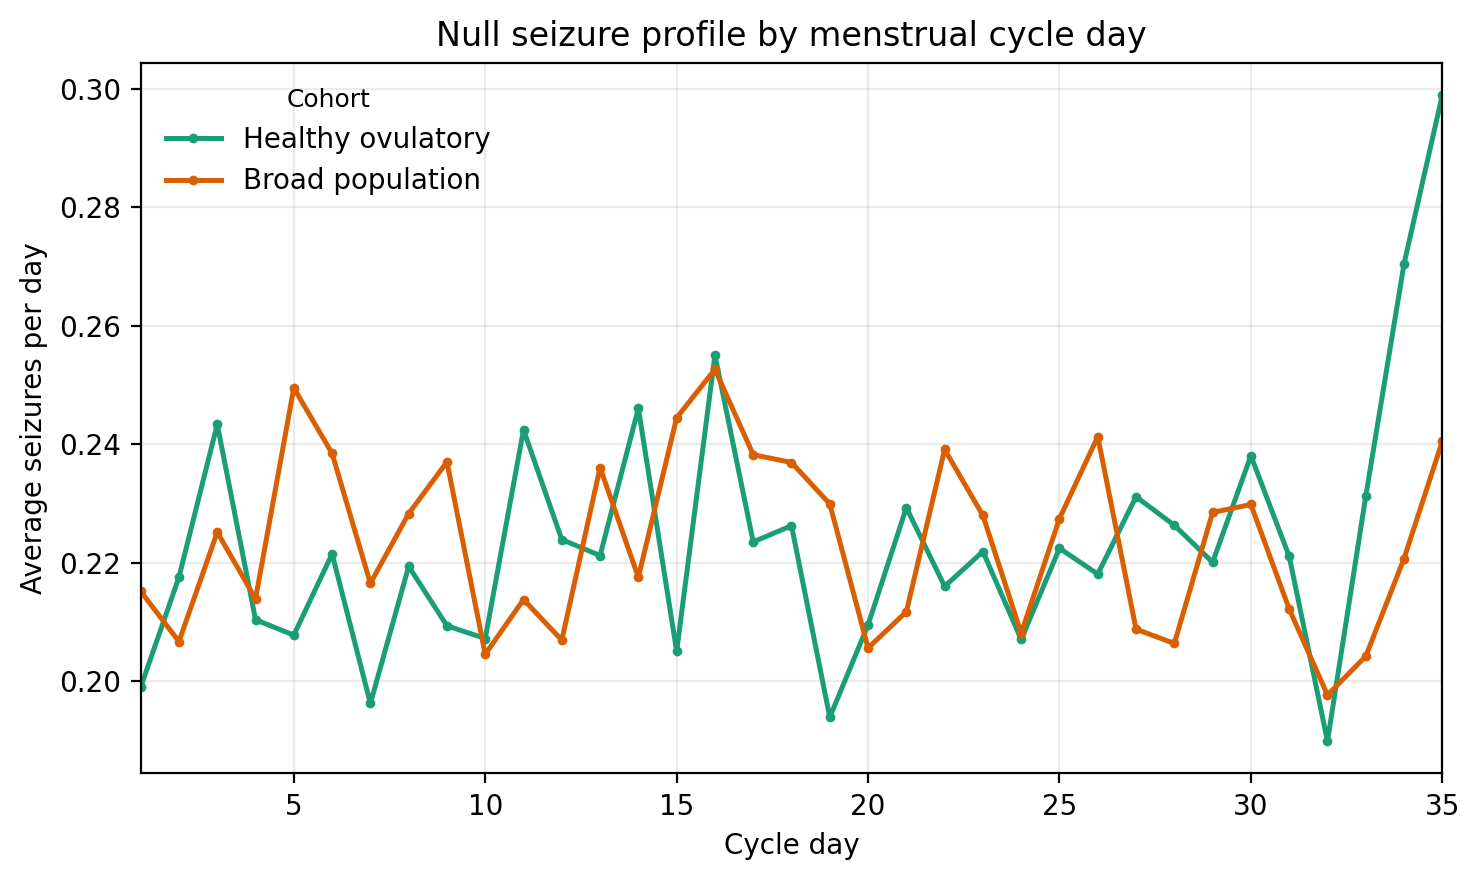 Null seizure profile by menstrual cycle day
Average seizures per day
0.30
0.28
0.26
0.24
0.22
0.20
Cohort
Healthy ovulatory
Broad population
5
10
15
20
25
30
35
Cycle day